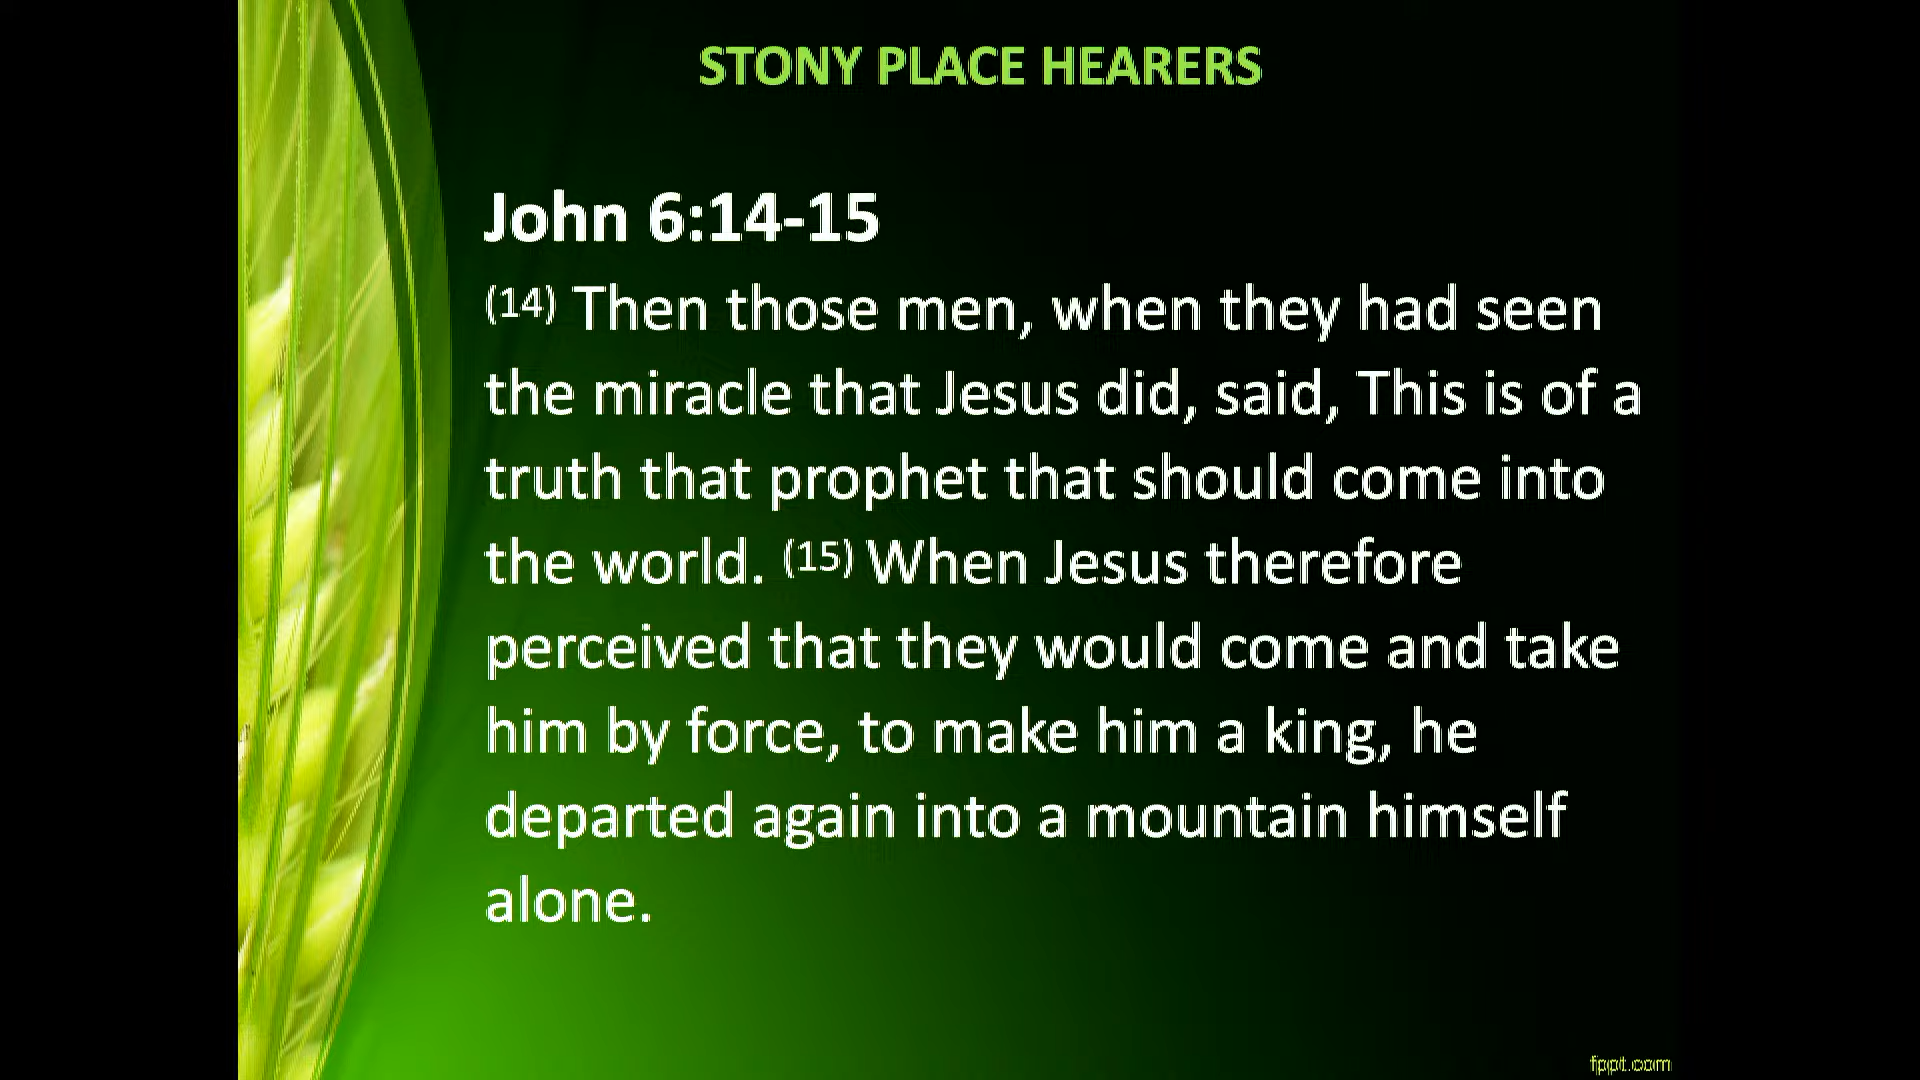 STONY PLACE HEARERS
John 6:14-15
(14) Then those men, when they had seen
the miracle that Jesus did, said, This is of a
truth that prophet that should come into
the world. (15) When Jesus therefore
perceived that they would come and take
him by force, to make him a king, he
departed again into a mountain himself
alone.
fppt.com